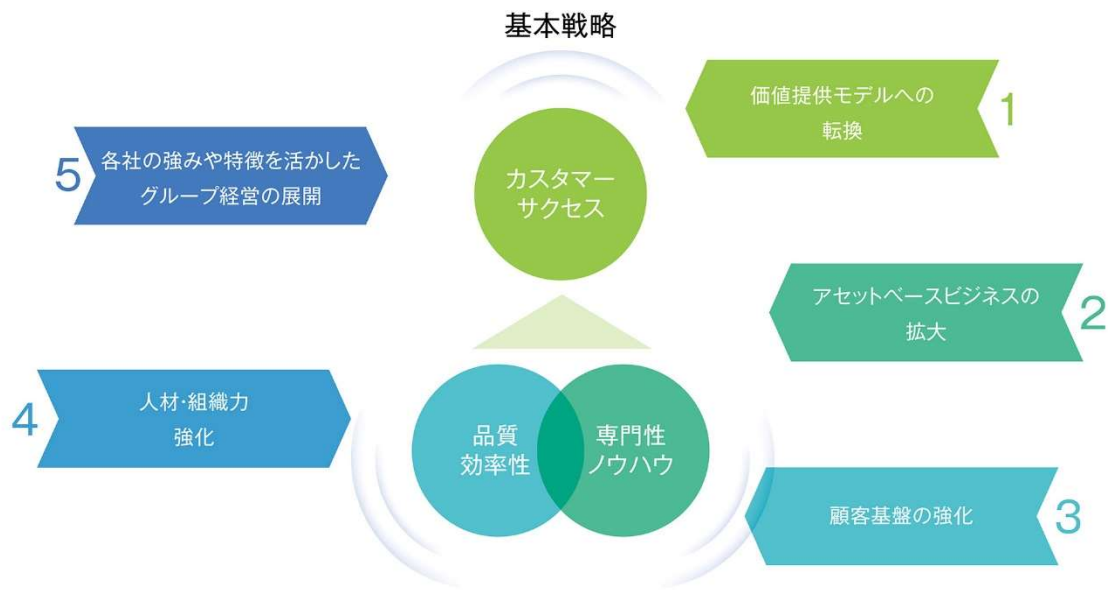 基本戦略
価値提供モデルへの
転換
1
各社の強みや特徴を活かした
グループ経営の展開
5
カスタマー
サクセス
アセットベースビジネスの
拡大
2
人材・組織力
強化
4
品質
効率性
専門性
ノウハウ
顧客基盤の強化
3